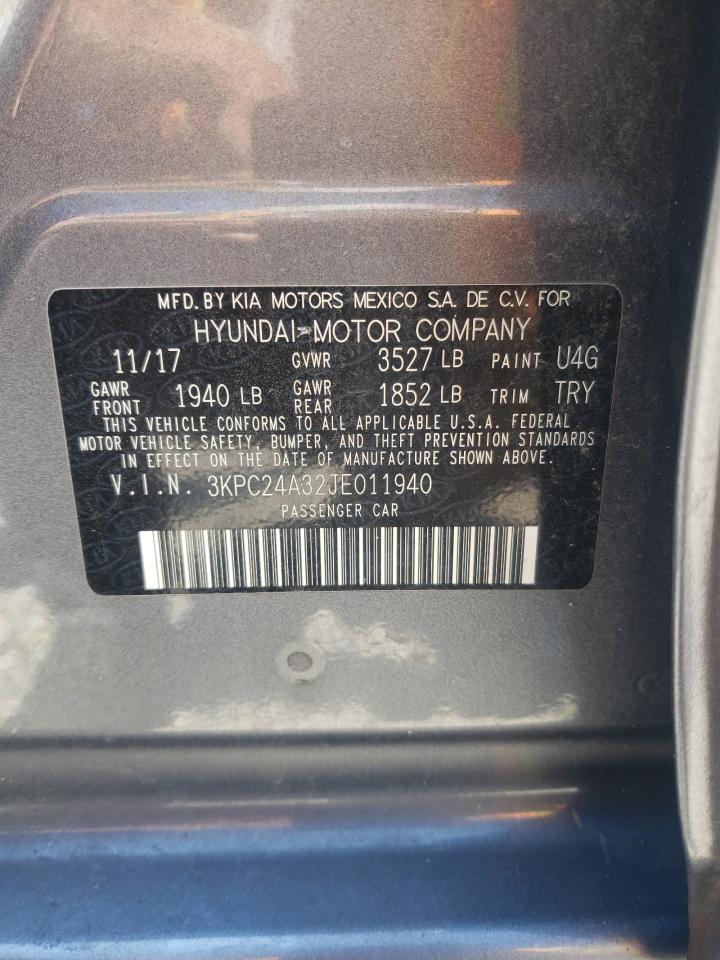 MFD. BY KIA MOTORS MEXICO S.A. DE C.V. FOR
HYUNDAI MOTOR COMPANY
11/17 GVWR 3527 LB PAINT U4G
GAWR FRONT 1940 LB GAWR REAR 1852 LB TRIM TRY
THIS VEHICLE CONFORMS TO ALL APPLICABLE U.S.A. FEDERAL
MOTOR VEHICLE SAFETY, BUMPER, AND THEFT PREVENTION STANDARDS
IN EFFECT ON THE DATE OF MANUFACTURE SHOWN ABOVE.
V.I.N. 3KPC24A32JE011940
PASSENGER CAR